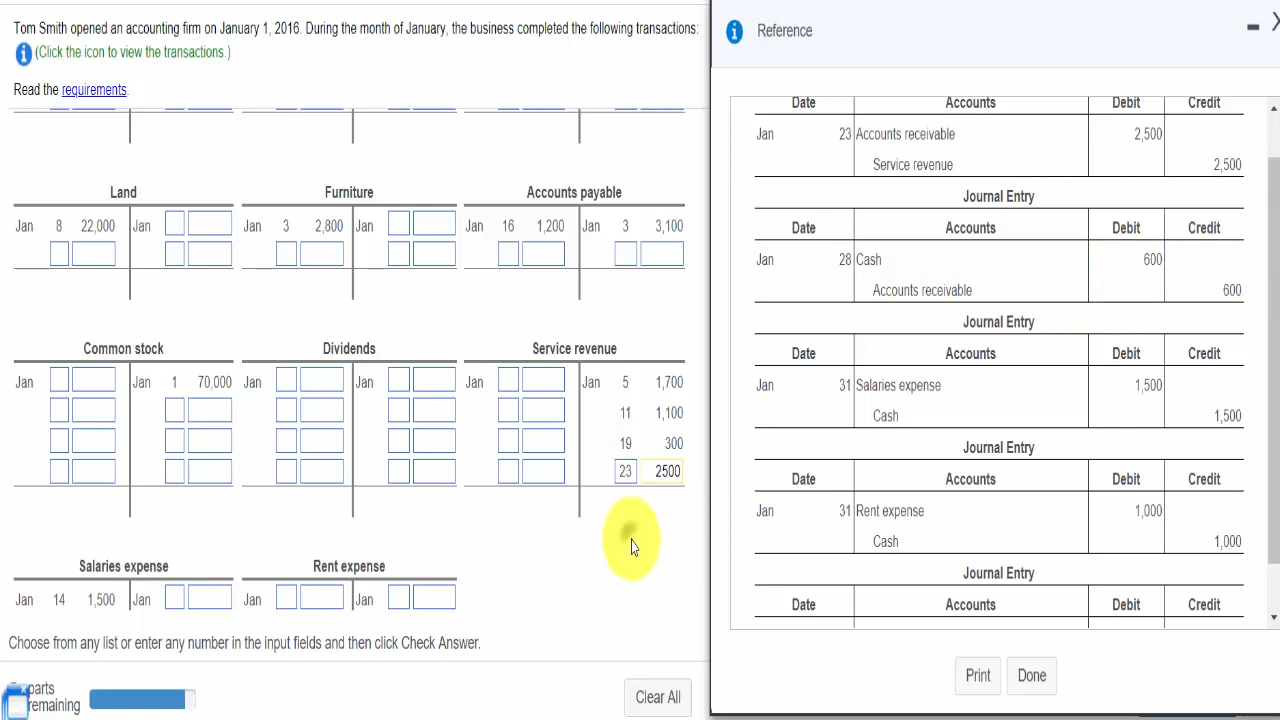 Tom Smith opened an accounting firm on January 1, 2016. During the month of January, the business completed the following transactions:
(Click the icon to view the transactions.)
Read the requirements.
Land Furniture Accounts payable
Jan 8 22,000 Jan Jan 3 2,800 Jan Jan 16 1,200 Jan 3 3,100
Common stock Dividends Service revenue
Jan Jan 1 70,000 Jan Jan Jan Jan 5 1,700
11 1,100
19 300
23 2500
Salaries expense Rent expense
Jan 14 1,500 Jan Jan Jan
Choose from any list or enter any number in the input fields and then click Check Answer.
parts
remaining
Clear All
Reference
Date Accounts Debit Credit
Jan 23 Accounts receivable 2,500
Service revenue 2,500
Journal Entry
Date Accounts Debit Credit
Jan 28 Cash 600
Accounts receivable 600
Journal Entry
Date Accounts Debit Credit
Jan 31 Salaries expense 1,500
Cash 1,500
Journal Entry
Date Accounts Debit Credit
Jan 31 Rent expense 1,000
Cash 1,000
Journal Entry
Date Accounts Debit Credit
Print Done